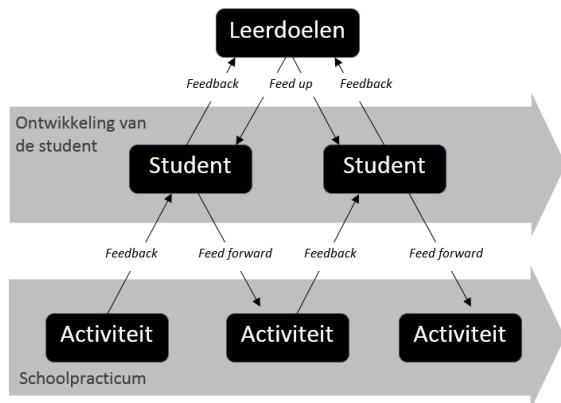 Leerdoelen
Feedback
Feed up
Feedback
Ontwikkeling van
de student
Student
Student
Feedback
Feed forward
Feedback
Feed forward
Activiteit
Activiteit
Activiteit
Schoolpracticum